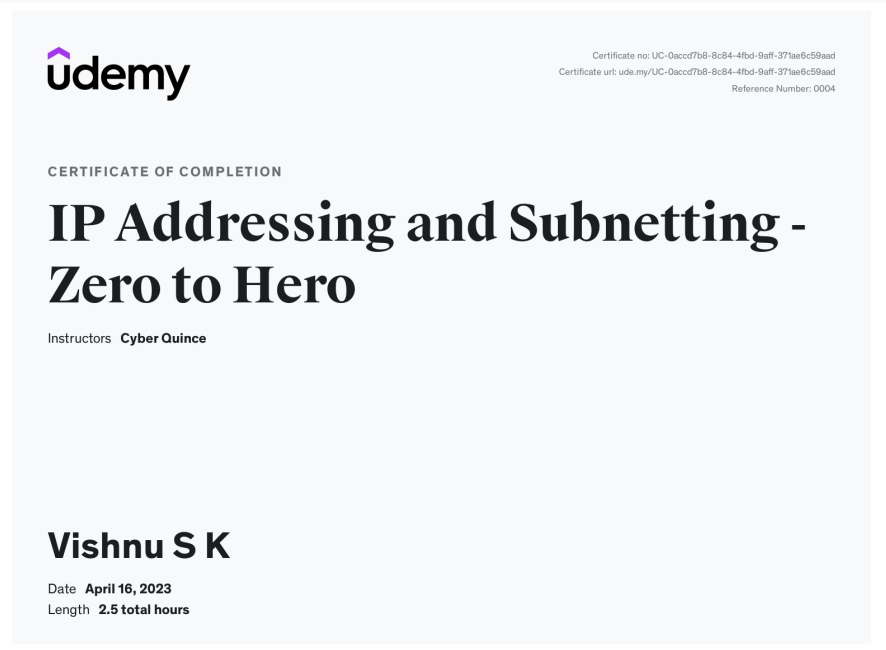 udemy
Certificate no: UC-0accd7b8-8c84-4fbd-9aff-371ae6c59aad
Certificate url: ude.my/UC-0accd7b8-8c84-4fbd-9aff-371ae6c59aad
Reference Number: 0004
CERTIFICATE OF COMPLETION
IP Addressing and Subnetting -
Zero to Hero
Instructors Cyber Quince
Vishnu S K
Date April 16, 2023
Length 2.5 total hours